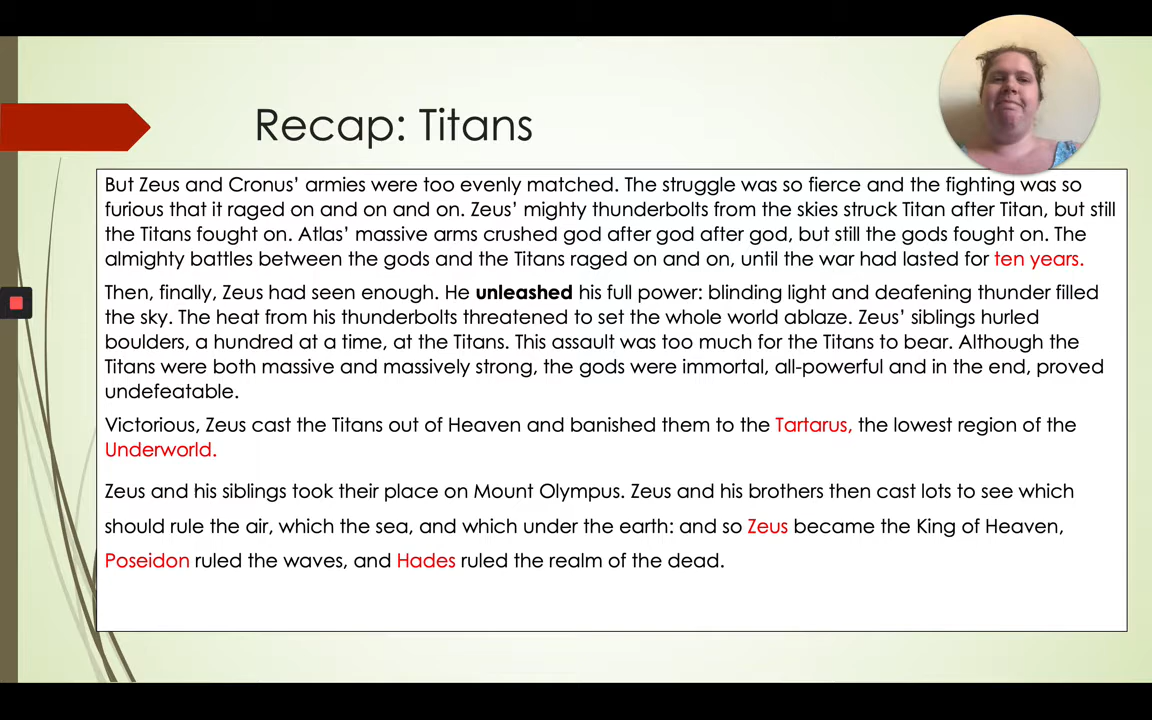 Recap: Titans
But Zeus and Cronus’ armies were too evenly matched. The struggle was so fierce and the fighting was so
furious that it raged on and on and on. Zeus’ mighty thunderbolts from the skies struck Titan after Titan, but still
the Titans fought on. Atlas’ massive arms crushed god after god after god, but still the gods fought on. The
almighty battles between the gods and the Titans raged on and on, until the war had lasted for ten years.
Then, finally, Zeus had seen enough. He unleashed his full power: blinding light and deafening thunder filled
the sky. The heat from his thunderbolts threatened to set the whole world ablaze. Zeus’ siblings hurled
boulders, a hundred at a time, at the Titans. This assault was too much for the Titans to bear. Although the
Titans were both massive and massively strong, the gods were immortal, all-powerful and in the end, proved
undefeatable.
Victorious, Zeus cast the Titans out of Heaven and banished them to the Tartarus, the lowest region of the
Underworld.
Zeus and his siblings took their place on Mount Olympus. Zeus and his brothers then cast lots to see which
should rule the air, which the sea, and which under the earth: and so Zeus became the King of Heaven,
Poseidon ruled the waves, and Hades ruled the realm of the dead.